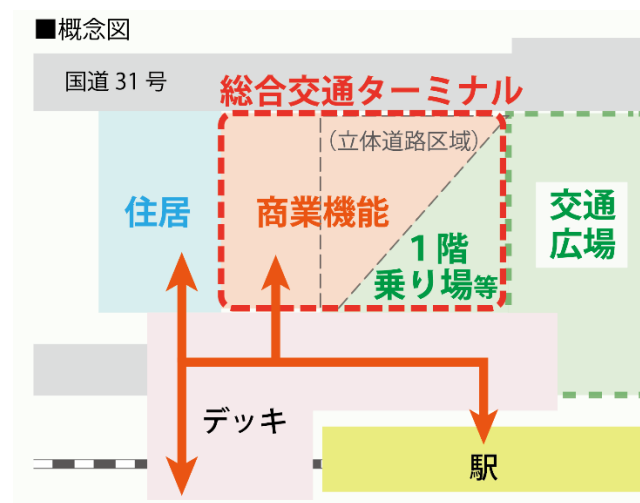 ■概念図
国道 31 号
総合交通ターミナル
(立体道路区域)
住居
商業機能
交通
広場
1階
乗り場等
デッキ
駅